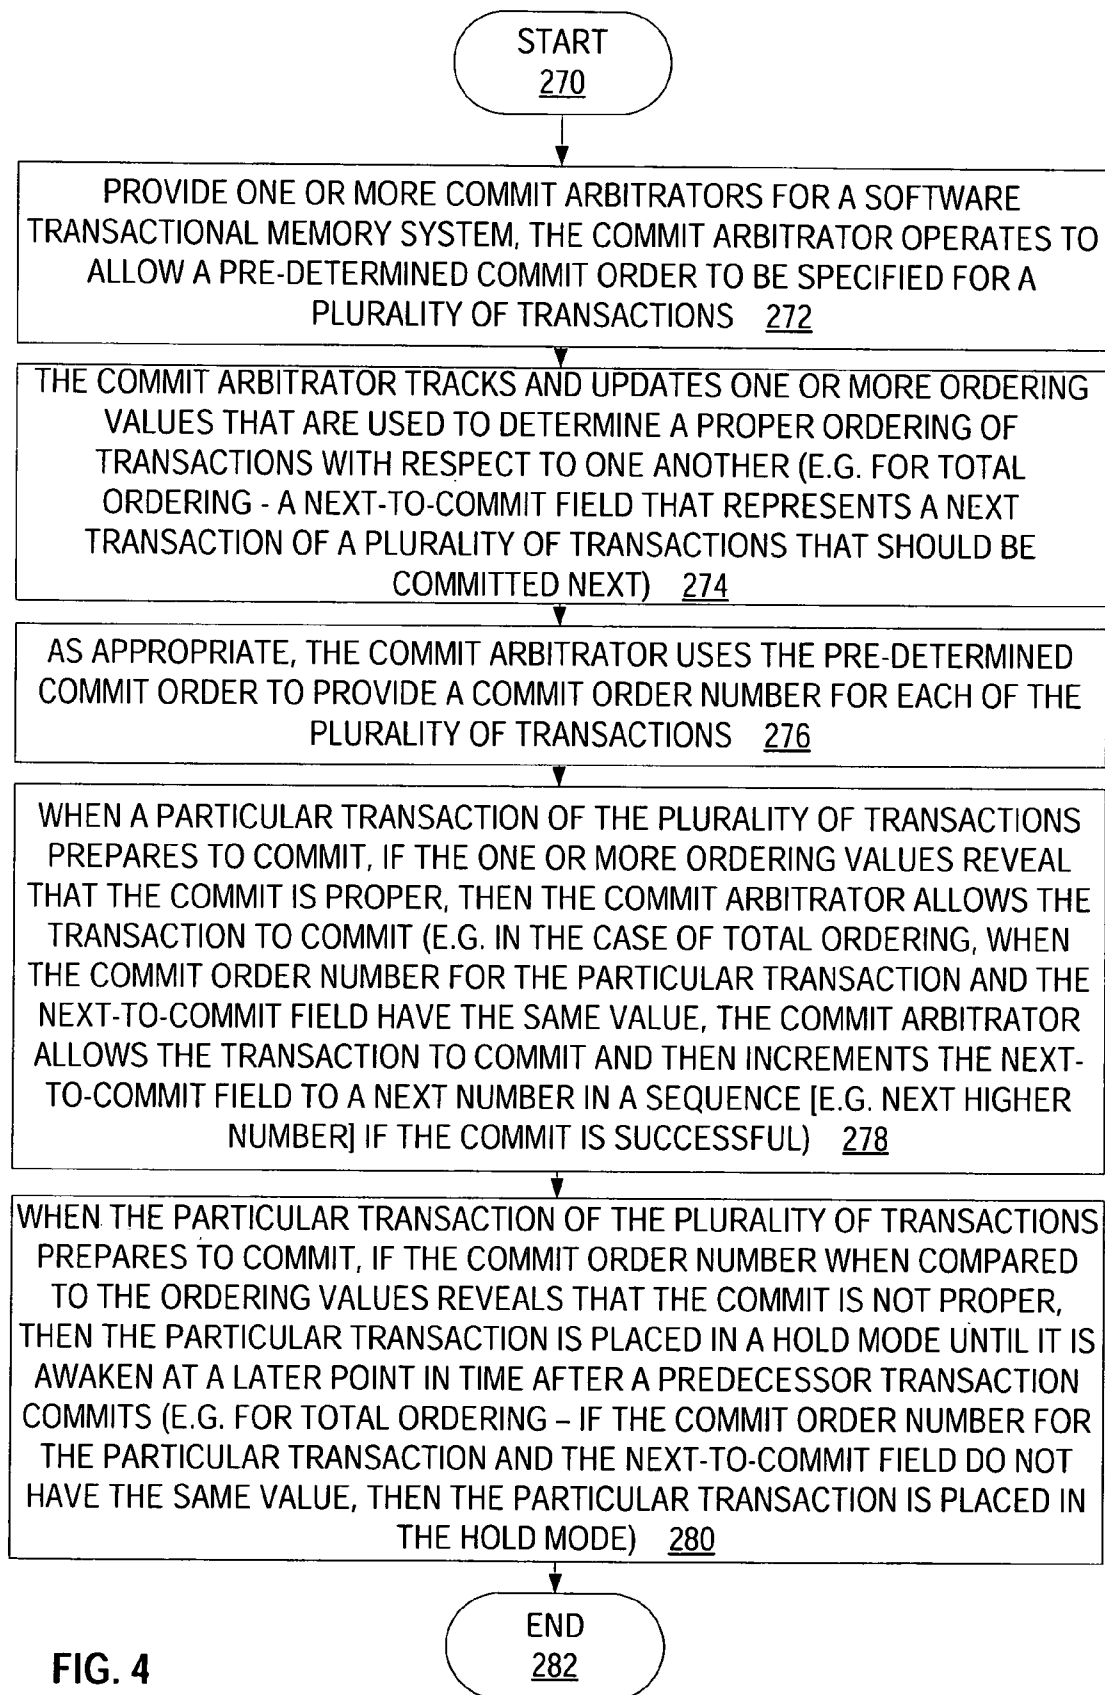 START
270
PROVIDE ONE OR MORE COMMIT ARBITRATORS FOR A SOFTWARE
TRANSACTIONAL MEMORY SYSTEM, THE COMMIT ARBITRATOR OPERATES TO
ALLOW A PRE-DETERMINED COMMIT ORDER TO BE SPECIFIED FOR A
PLURALITY OF TRANSACTIONS 272
THE COMMIT ARBITRATOR TRACKS AND UPDATES ONE OR MORE ORDERING
VALUES THAT ARE USED TO DETERMINE A PROPER ORDERING OF
TRANSACTIONS WITH RESPECT TO ONE ANOTHER (E.G. FOR TOTAL
ORDERING - A NEXT-TO-COMMIT FIELD THAT REPRESENTS A NEXT
TRANSACTION OF A PLURALITY OF TRANSACTIONS THAT SHOULD BE
COMMITTED NEXT) 274
AS APPROPRIATE, THE COMMIT ARBITRATOR USES THE PRE-DETERMINED
COMMIT ORDER TO PROVIDE A COMMIT ORDER NUMBER FOR EACH OF THE
PLURALITY OF TRANSACTIONS 276
WHEN A PARTICULAR TRANSACTION OF THE PLURALITY OF TRANSACTIONS
PREPARES TO COMMIT, IF THE ONE OR MORE ORDERING VALUES REVEAL
THAT THE COMMIT IS PROPER, THEN THE COMMIT ARBITRATOR ALLOWS THE
TRANSACTION TO COMMIT (E.G. IN THE CASE OF TOTAL ORDERING, WHEN
THE COMMIT ORDER NUMBER FOR THE PARTICULAR TRANSACTION AND THE
NEXT-TO-COMMIT FIELD HAVE THE SAME VALUE, THE COMMIT ARBITRATOR
ALLOWS THE TRANSACTION TO COMMIT AND THEN INCREMENTS THE NEXT-
TO-COMMIT FIELD TO A NEXT NUMBER IN A SEQUENCE [E.G. NEXT HIGHER
NUMBER] IF THE COMMIT IS SUCCESSFUL) 278
WHEN THE PARTICULAR TRANSACTION OF THE PLURALITY OF TRANSACTIONS
PREPARES TO COMMIT, IF THE COMMIT ORDER NUMBER WHEN COMPARED
TO THE ORDERING VALUES REVEALS THAT THE COMMIT IS NOT PROPER,
THEN THE PARTICULAR TRANSACTION IS PLACED IN A HOLD MODE UNTIL IT IS
AWAKEN AT A LATER POINT IN TIME AFTER A PREDECESSOR TRANSACTION
COMMITS (E.G. FOR TOTAL ORDERING – IF THE COMMIT ORDER NUMBER FOR
THE PARTICULAR TRANSACTION AND THE NEXT-TO-COMMIT FIELD DO NOT
HAVE THE SAME VALUE, THEN THE PARTICULAR TRANSACTION IS PLACED IN
THE HOLD MODE) 280
END
282
FIG. 4